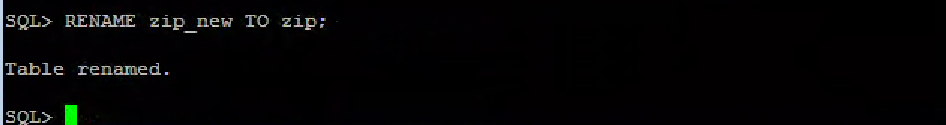 SQL> RENAME zip_new TO zip;
Table renamed.
SQL>